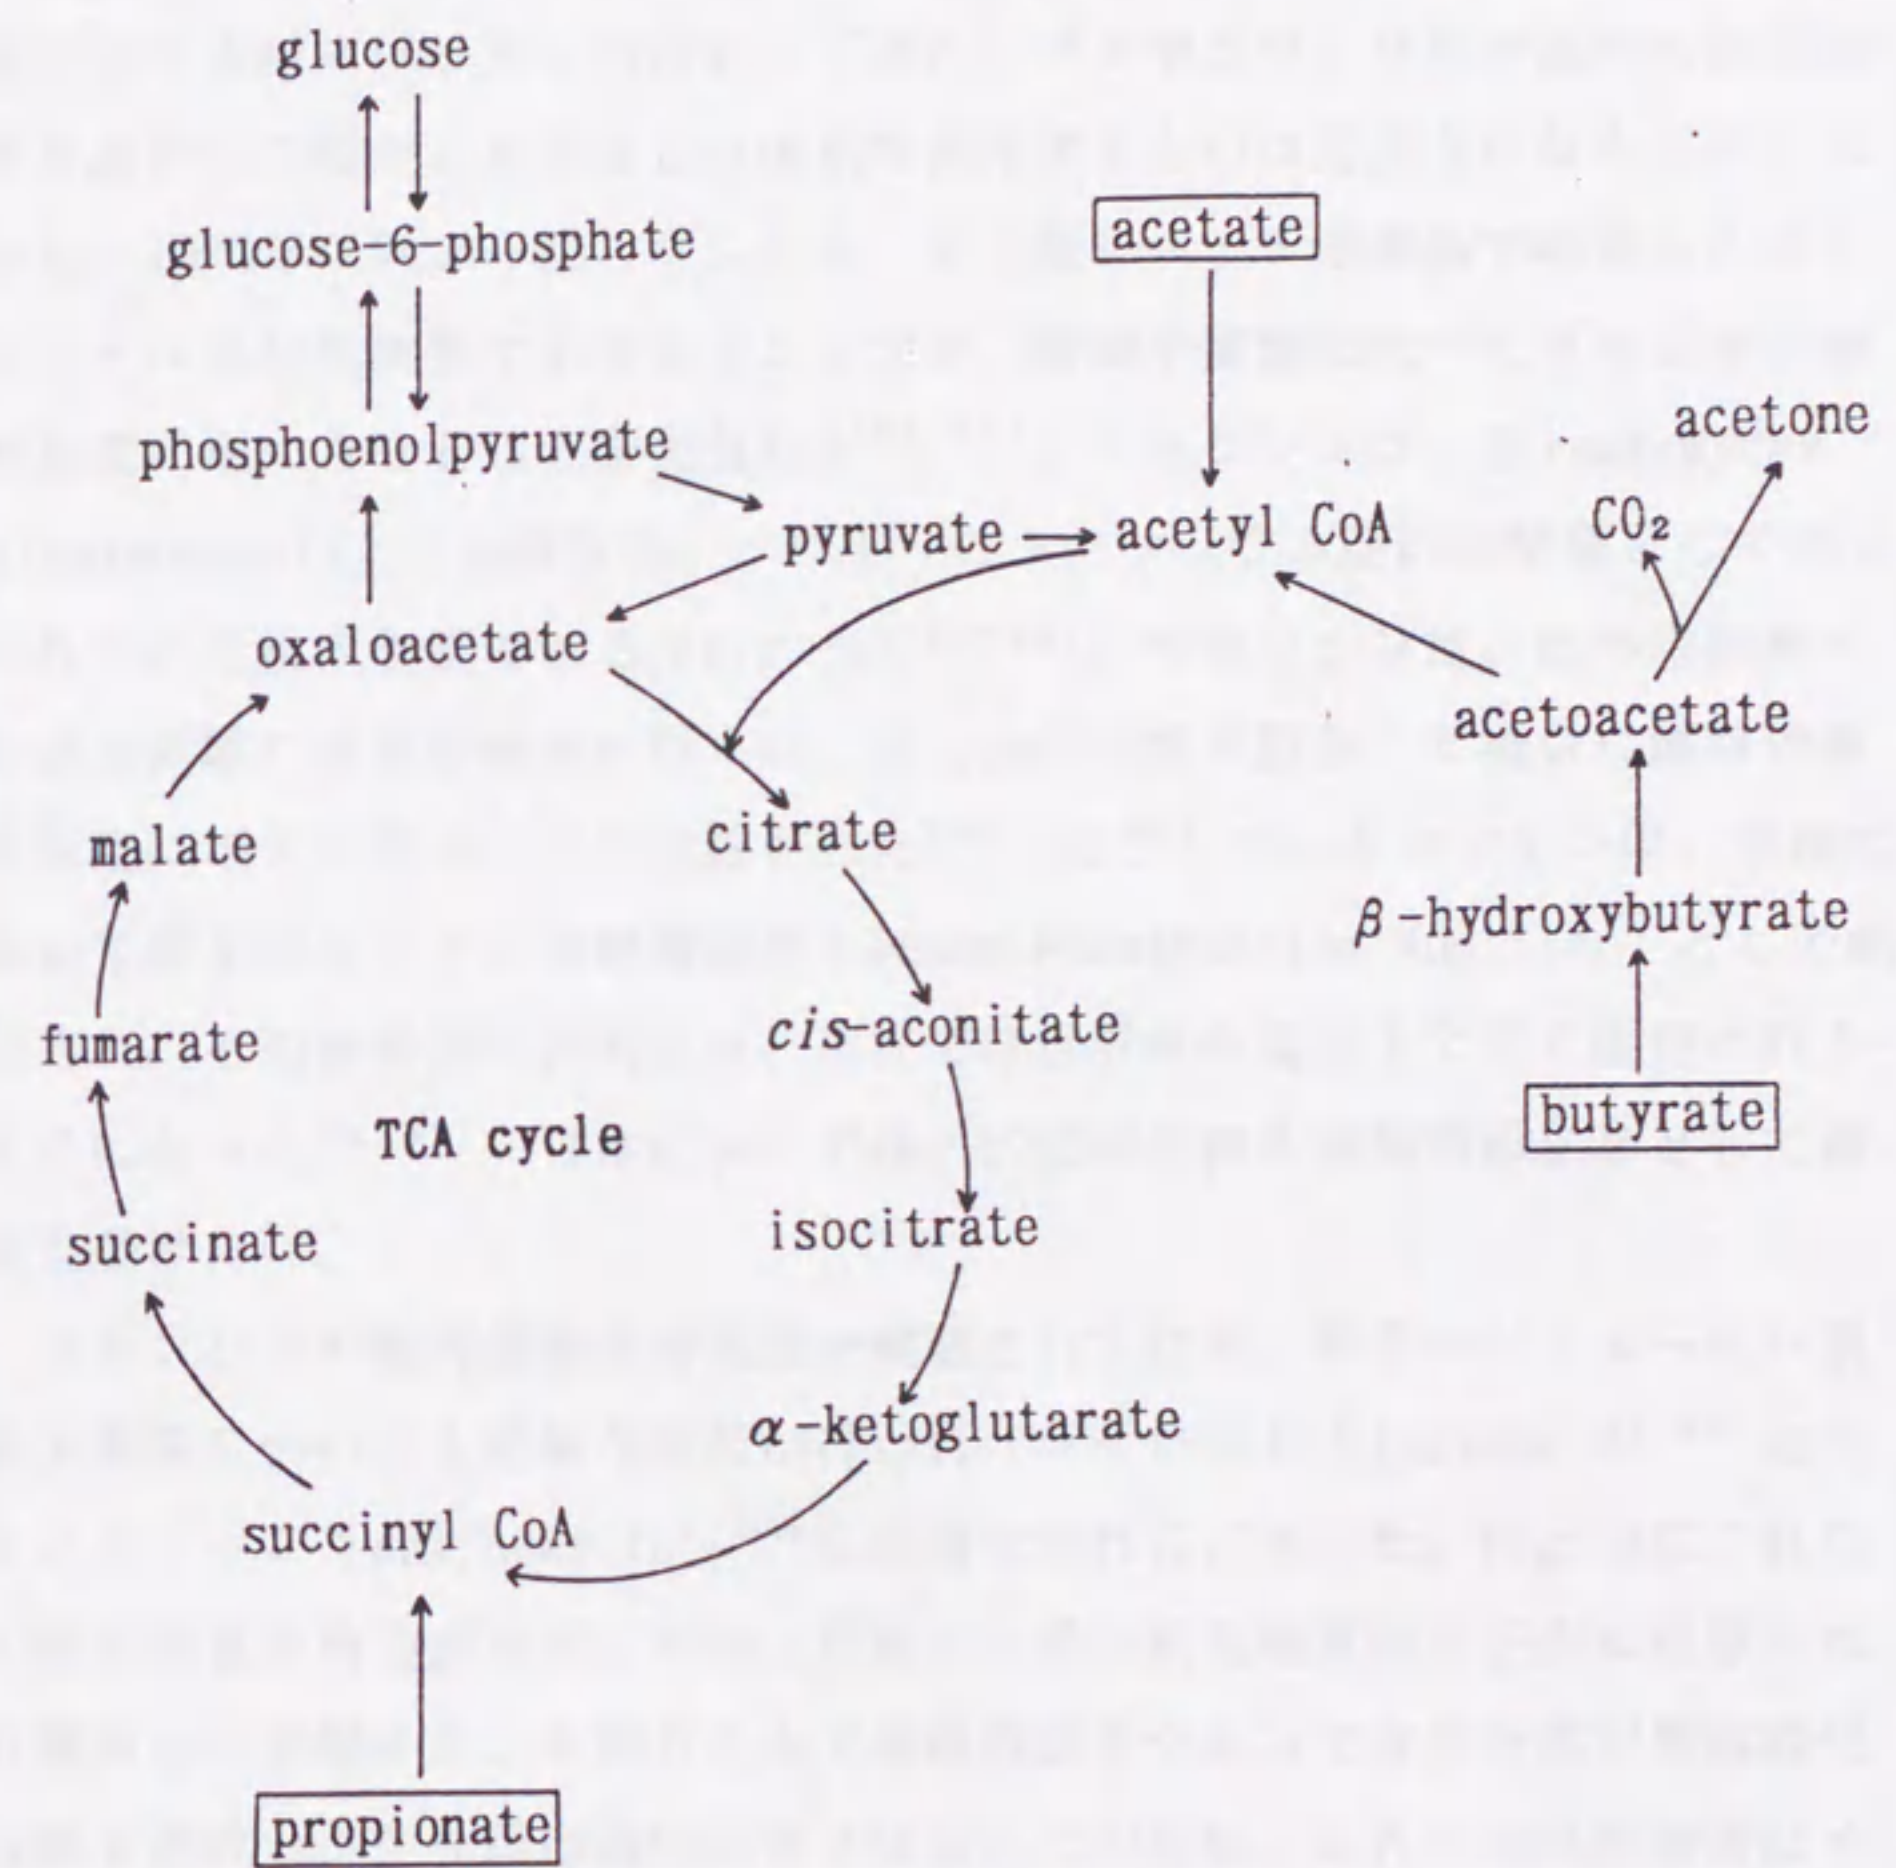 glucose
glucose-6-phosphate
acetate
phosphoenolpyruvate
acetone
pyruvate
acetyl CoA
CO₂
oxaloacetate
acetoacetate
malate
citrate
β-hydroxybutyrate
fumarate
cis-aconitate
TCA cycle
butyrate
succinate
isocitrate
α-ketoglutarate
succinyl CoA
propionate